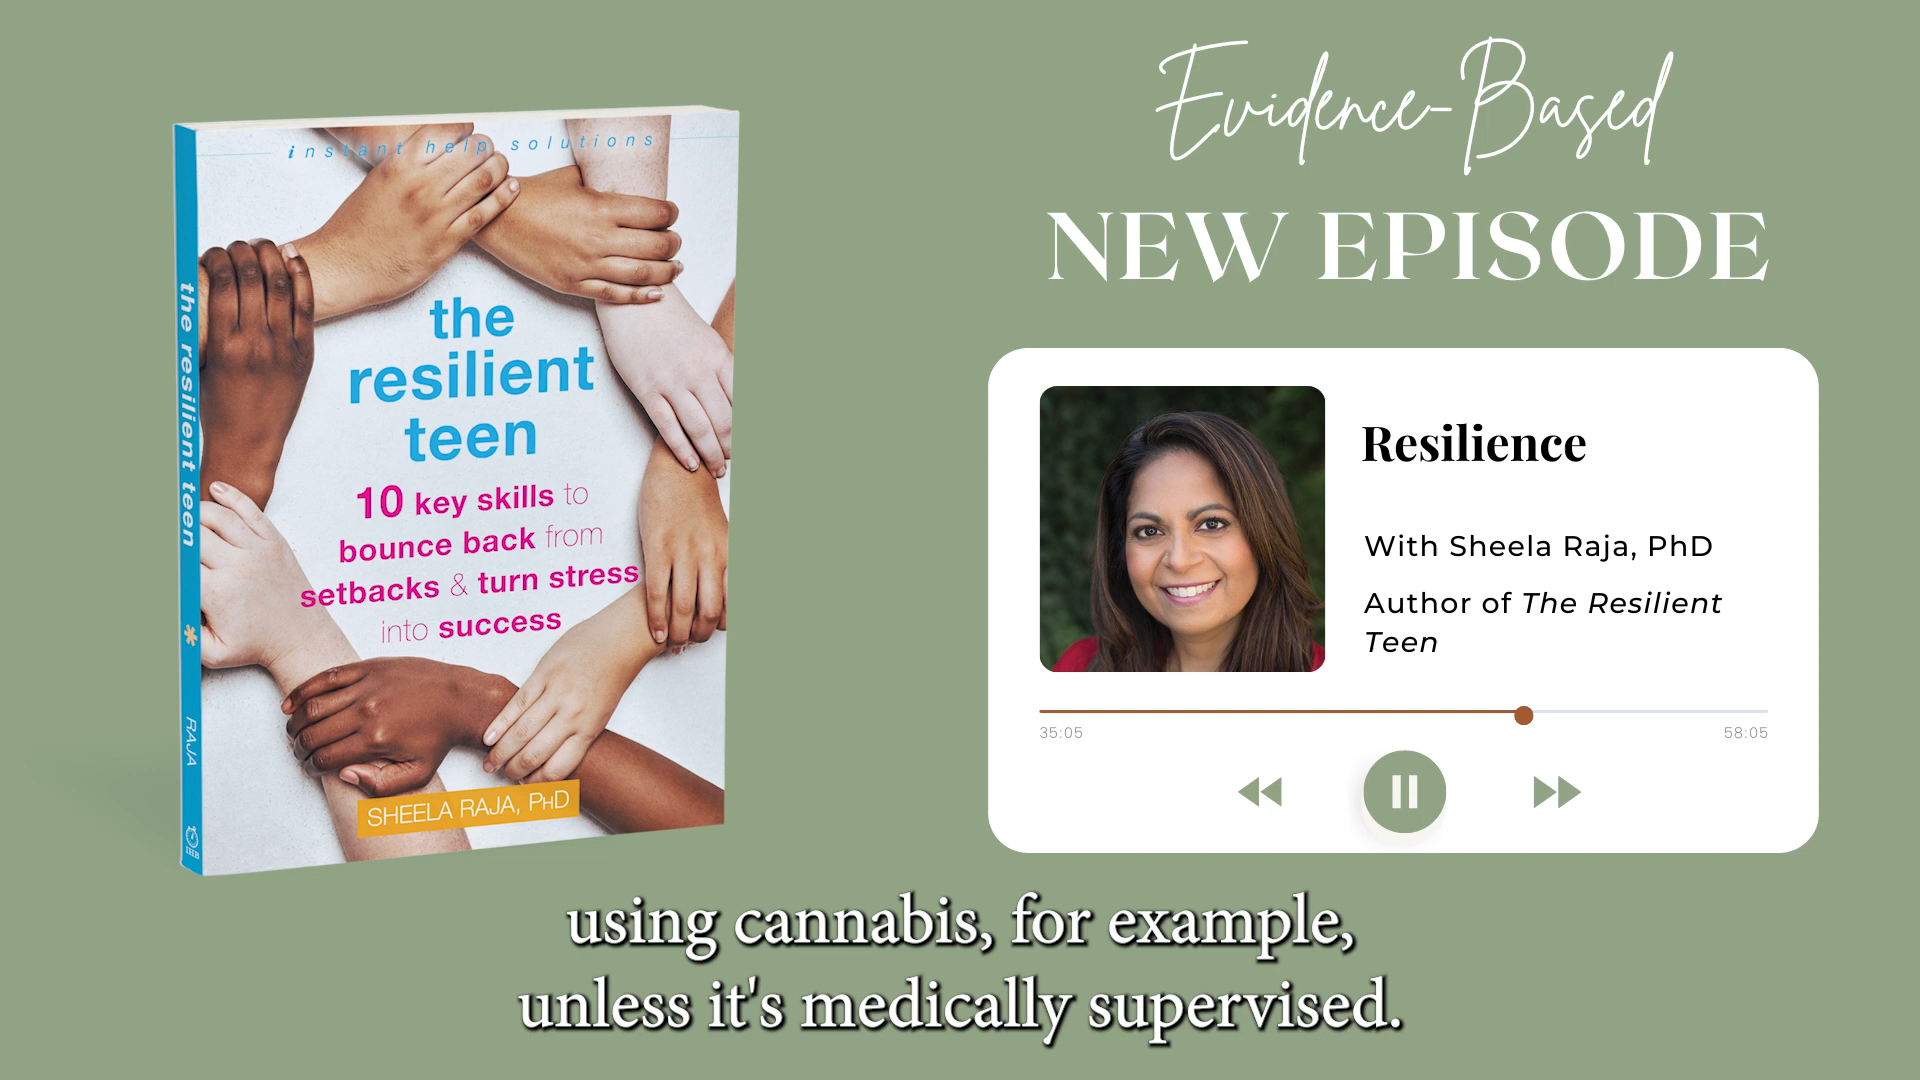 instant help solutions
the
resilient
teen
10 key skills to
bounce back from
setbacks & turn stress
into success
SHEELA RAJA, PHD
the resilient teen
RAJA
IHB
Evidence-Based
NEW EPISODE
Resilience
With Sheela Raja, PhD
Author of The Resilient
Teen
35:05
58:05
using cannabis, for example,
unless it's medically supervised.